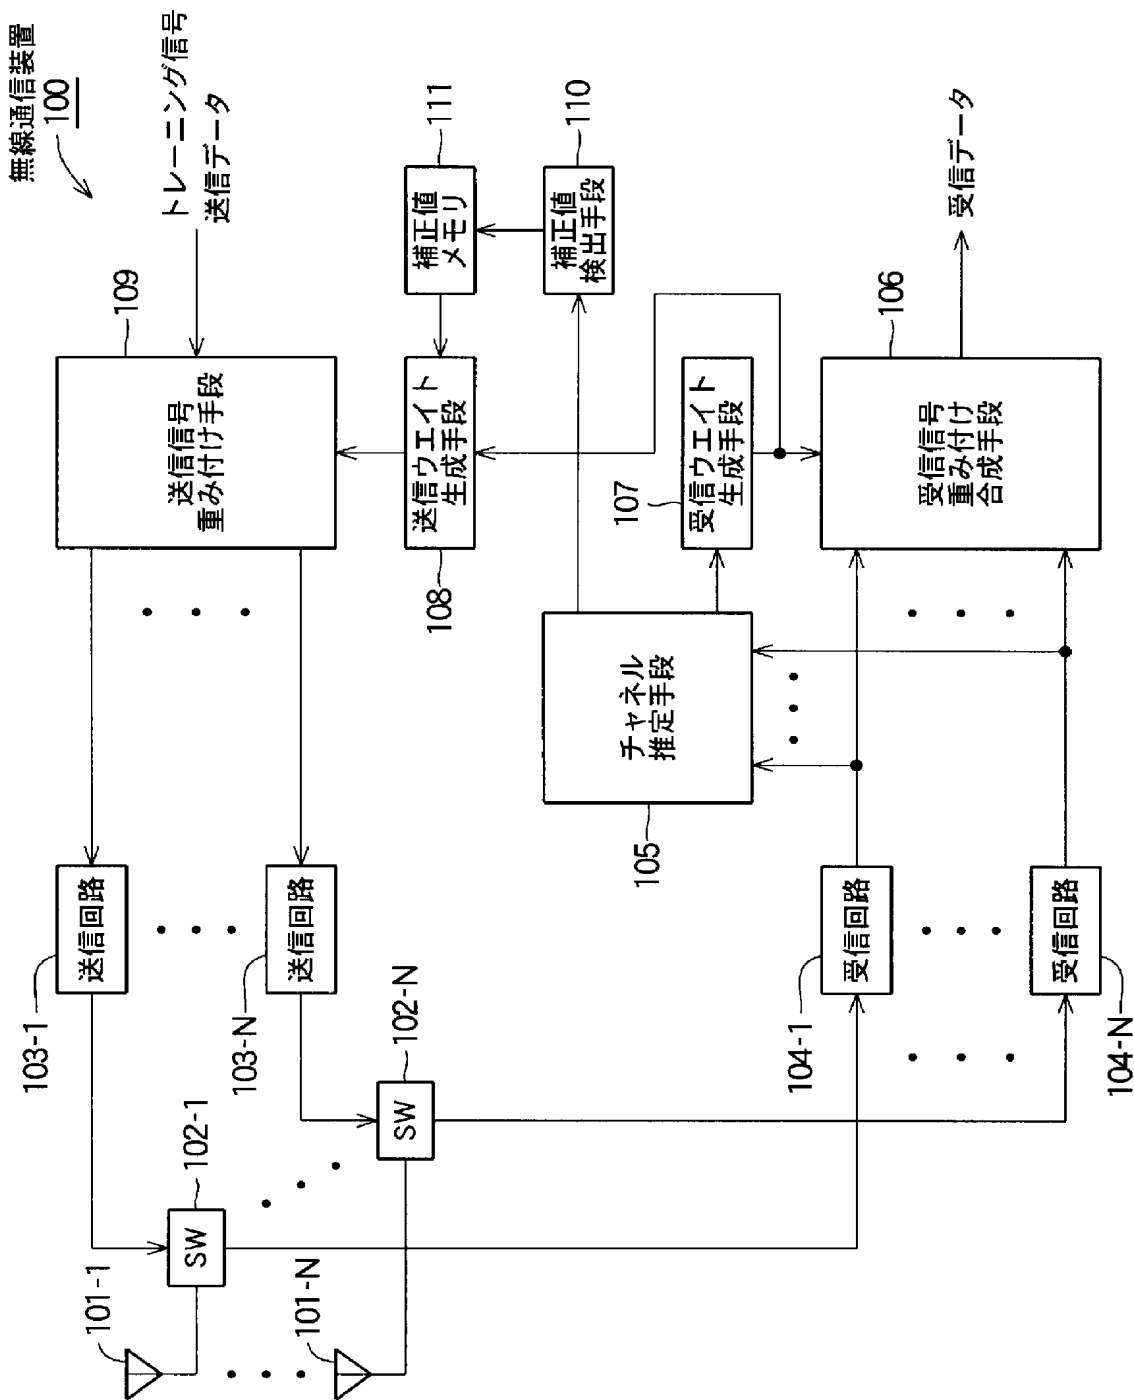 無線通信装置
100
トレーニング信号
送信データ
109
送信信号
重み付け手段
103-1
送信回路
103-N
送信回路
102-1
SW
102-N
SW
101-1
101-N
111
補正値
メモリ
110
補正値
検出手段
108
送信ウエイト
生成手段
107
受信ウエイト
生成手段
105
チャネル
推定手段
106
受信信号
重み付け
合成手段
受信データ
104-1
受信回路
104-N
受信回路